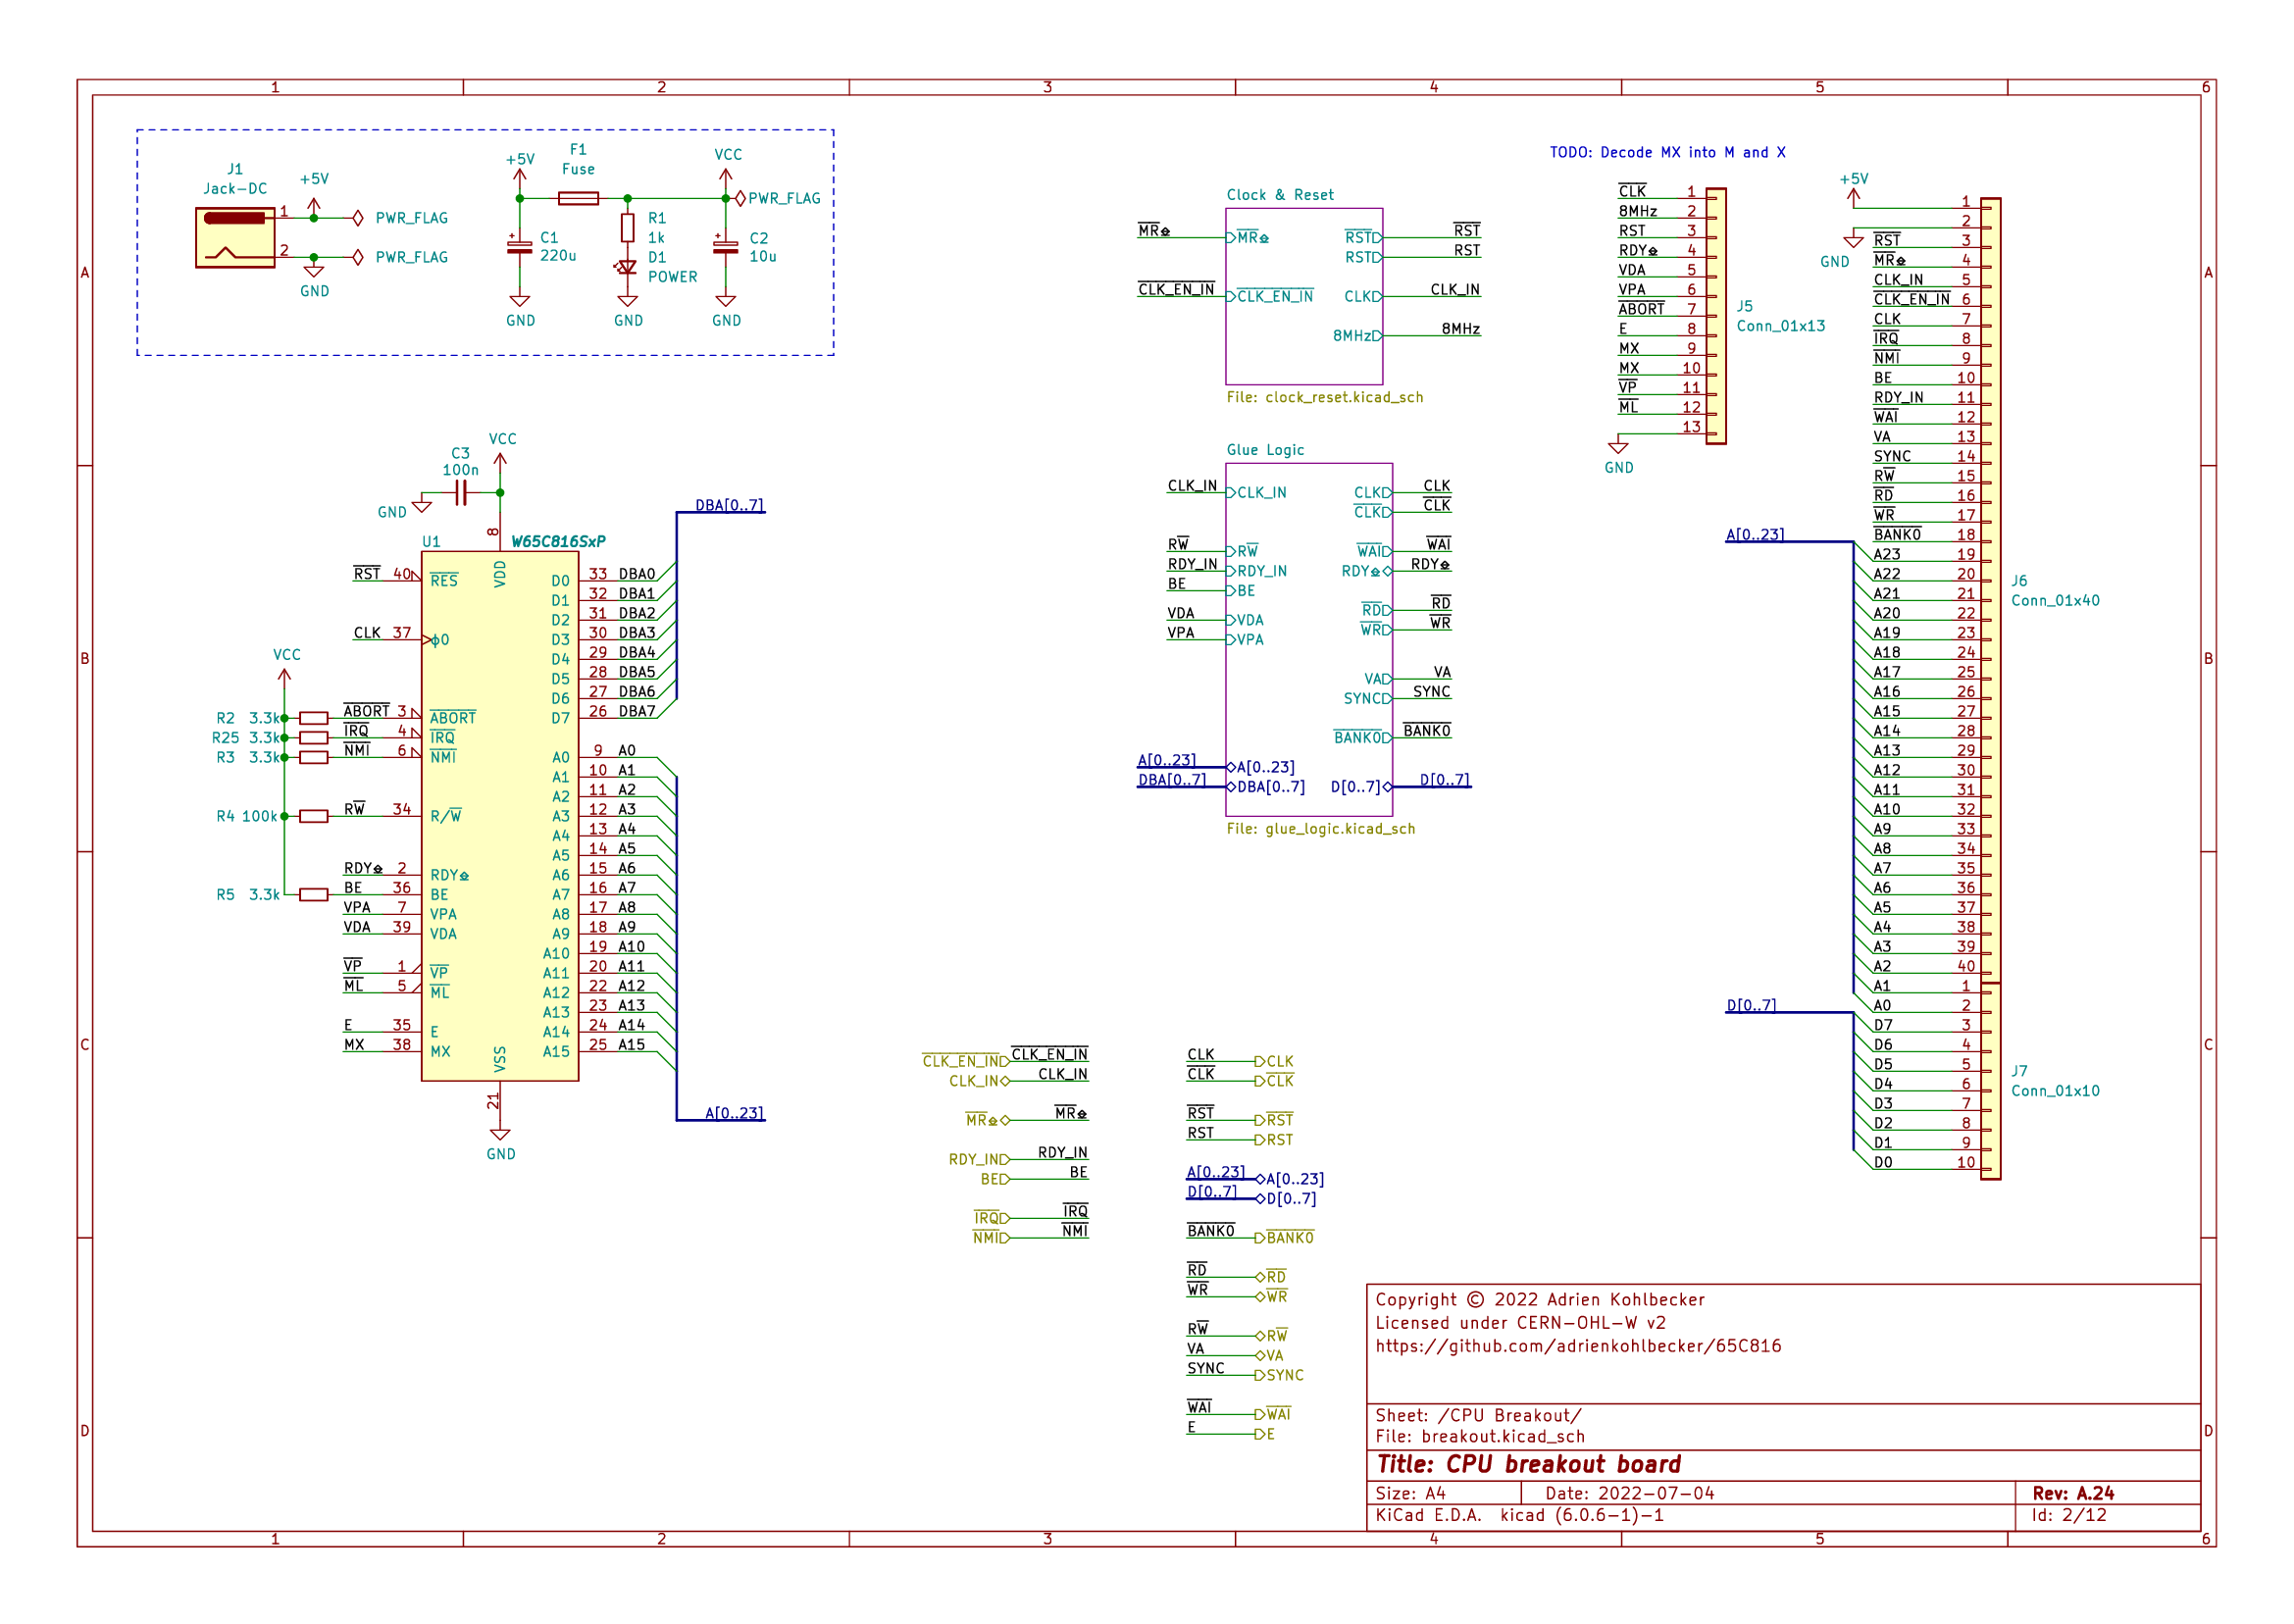 1 2 3 4 5 6
A
B
C
D
J1
Jack-DC
+5V
1
2
PWR_FLAG
PWR_FLAG
GND
+5V
F1
Fuse
VCC
PWR_FLAG
C1
220u
R1
1k
D1
POWER
C2
10u
GND
GND
GND
VCC
C3
100n
GND
8
U1
W65C816SxP
VDD
RST 40 RES
CLK 37 ϕ0
VCC
R2 3.3k ABORT 3 ABORT
R25 3.3k IRQ 4 IRQ
R3 3.3k NMI 6 NMI
R4 100k RW 34 R/W
RDY⎒ 2 RDY⎒
R5 3.3k BE 36 BE
VPA 7 VPA
VDA 39 VDA
VP 1 VP
ML 5 ML
E 35 E
MX 38 MX
VSS
21
GND
DBA[0..7]
D0 33 DBA0
D1 32 DBA1
D2 31 DBA2
D3 30 DBA3
D4 29 DBA4
D5 28 DBA5
D6 27 DBA6
D7 26 DBA7
A0 9 A0
A1 10 A1
A2 11 A2
A3 12 A3
A4 13 A4
A5 14 A5
A6 15 A6
A7 16 A7
A8 17 A8
A9 18 A9
A10 19 A10
A11 20 A11
A12 22 A12
A13 23 A13
A14 24 A14
A15 25 A15
A[0..23]
Clock & Reset
MR⎒ MR⎒ RST RST
RST RST
CLK_EN_IN CLK_EN_IN CLK CLK_IN
8MHz 8MHz
File: clock_reset.kicad_sch
Glue Logic
CLK_IN CLK_IN CLK CLK
CLK CLK
RW RW WAI WAI
RDY_IN RDY_IN RDY⎒ RDY⎒
BE BE
RD RD
VDA VDA WR WR
VPA VPA
VA VA
SYNC SYNC
BANK0 BANK0
A[0..23] A[0..23]
DBA[0..7] DBA[0..7] D[0..7] D[0..7]
File: glue_logic.kicad_sch
CLK_EN_IN CLK_EN_IN
CLK_IN CLK_IN
MR⎒ MR⎒
RDY_IN RDY_IN
BE BE
IRQ IRQ
NMI NMI
CLK CLK
CLK CLK
RST RST
RST RST
A[0..23] A[0..23]
D[0..7] D[0..7]
BANK0 BANK0
RD RD
WR WR
RW RW
VA VA
SYNC SYNC
WAI WAI
E E
TODO: Decode MX into M and X
CLK 1
8MHz 2
RST 3
RDY⎒ 4
VDA 5
VPA 6
ABORT 7
E 8
MX 9
MX 10
VP 11
ML 12
13
GND
J5
Conn_01x13
+5V
1
2
GND
RST 3
MR⎒ 4
CLK_IN 5
CLK_EN_IN 6
CLK 7
IRQ 8
NMI 9
BE 10
RDY_IN 11
WAI 12
VA 13
SYNC 14
RW 15
RD 16
WR 17
BANK0 18
A[0..23]
A23 19
A22 20
A21 21
A20 22
A19 23
A18 24
A17 25
A16 26
A15 27
A14 28
A13 29
A12 30
A11 31
A10 32
A9 33
A8 34
A7 35
A6 36
A5 37
A4 38
A3 39
A2 40
J6
Conn_01x40
A1 1
A0 2
D[0..7]
D7 3
D6 4
D5 5
D4 6
D3 7
D2 8
D1 9
D0 10
J7
Conn_01x10
Copyright © 2022 Adrien Kohlbecker
Licensed under CERN-OHL-W v2
https://github.com/adrienkohlbecker/65C816
Sheet: /CPU Breakout/
File: breakout.kicad_sch
Title: CPU breakout board
Size: A4 Date: 2022-07-04 Rev: A.24
KiCad E.D.A. kicad (6.0.6-1)-1 Id: 2/12
A
B
C
D
1 2 3 4 5 6